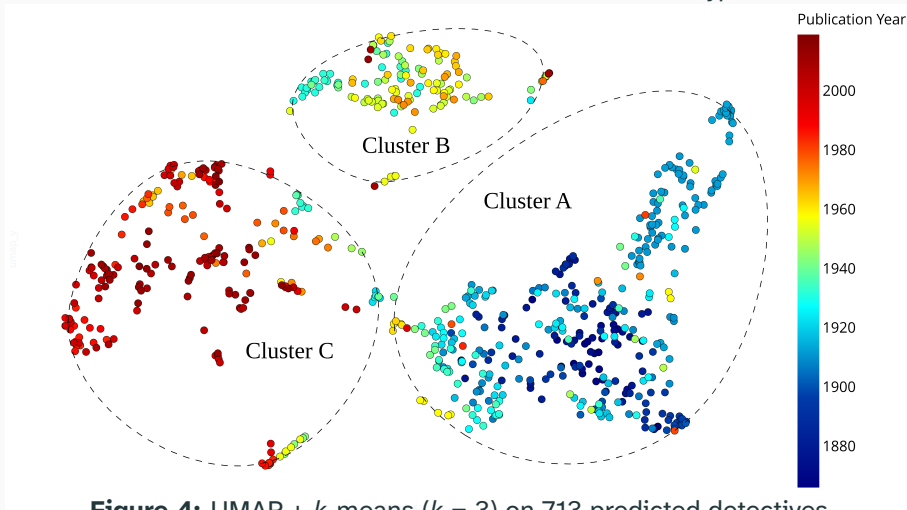 Publication Year
2000
1980
1960
1940
1920
1900
1880
Cluster B
Cluster A
Cluster C
Figure 4: UMAP + k-means (k = 3) on 713 predicted detectives